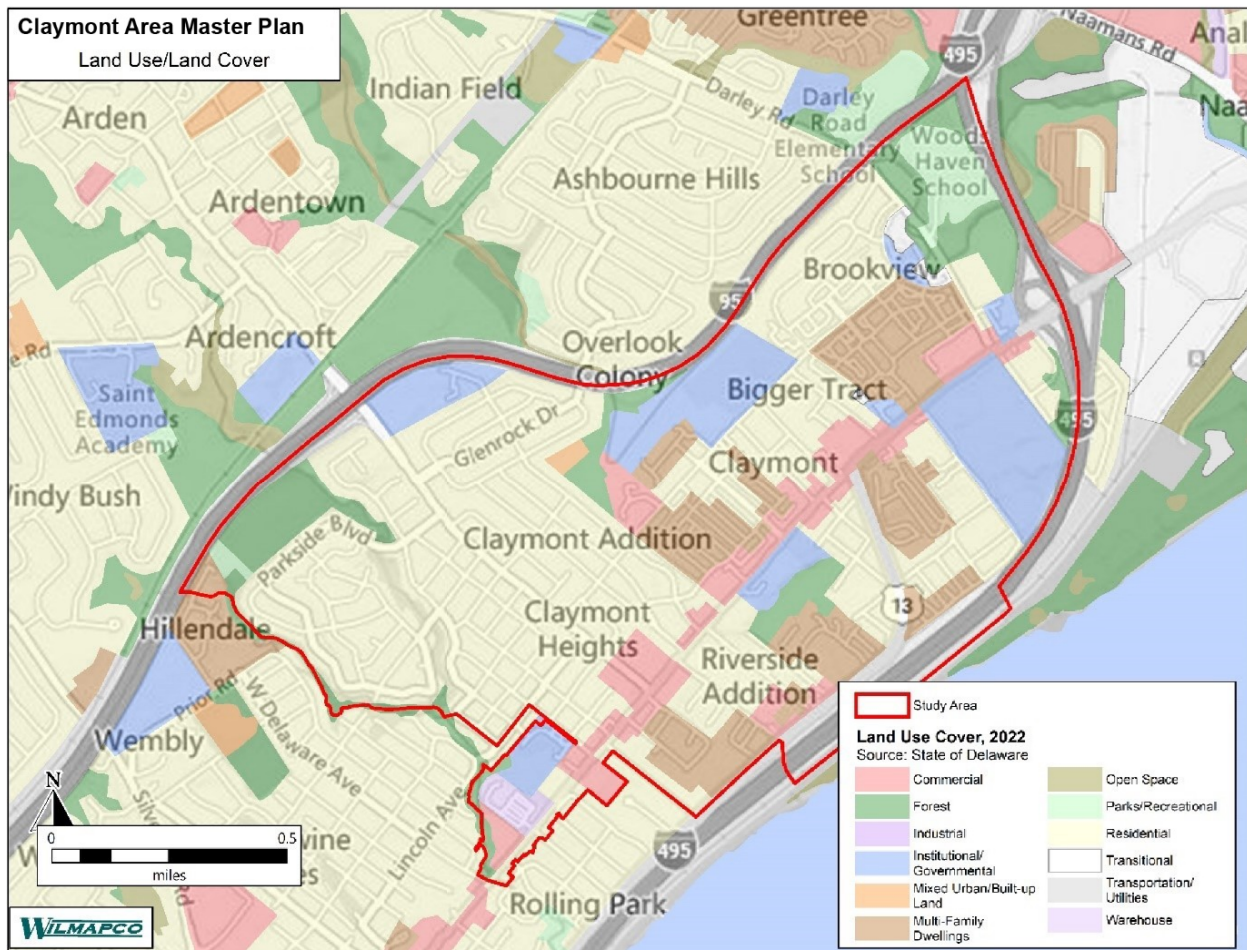 Claymont Area Master Plan
Land Use/Land Cover
Greentree
Naamans Rd
Anal
495
Indian Field
Arden
Darley Rd
Darley
Road
Elementary
School
Woods
Haven
School
Naa
Ashbourne Hills
Ardentown
Brookview
95
Ardencroft
Overlook
Colony
e Rd
Bigger Tract
Saint
Edmonds
Academy
495
Glenrock Dr
Claymont
Windy Bush
Claymont Addition
Parkside Blvd
13
Claymont
Heights
Hillendale
Riverside
Addition
Prior Rd
W Delaware Ave
Wembly
Lincoln Ave
495
Rolling Park
N
0
0.5
miles
WILMAPCO
Study Area
Land Use Cover, 2022
Source: State of Delaware
Commercial
Forest
Industrial
Institutional/
Governmental
Mixed Urban/Built-up
Land
Multi-Family
Dwellings
Open Space
Parks/Recreational
Residential
Transitional
Transportation/
Utilities
Warehouse